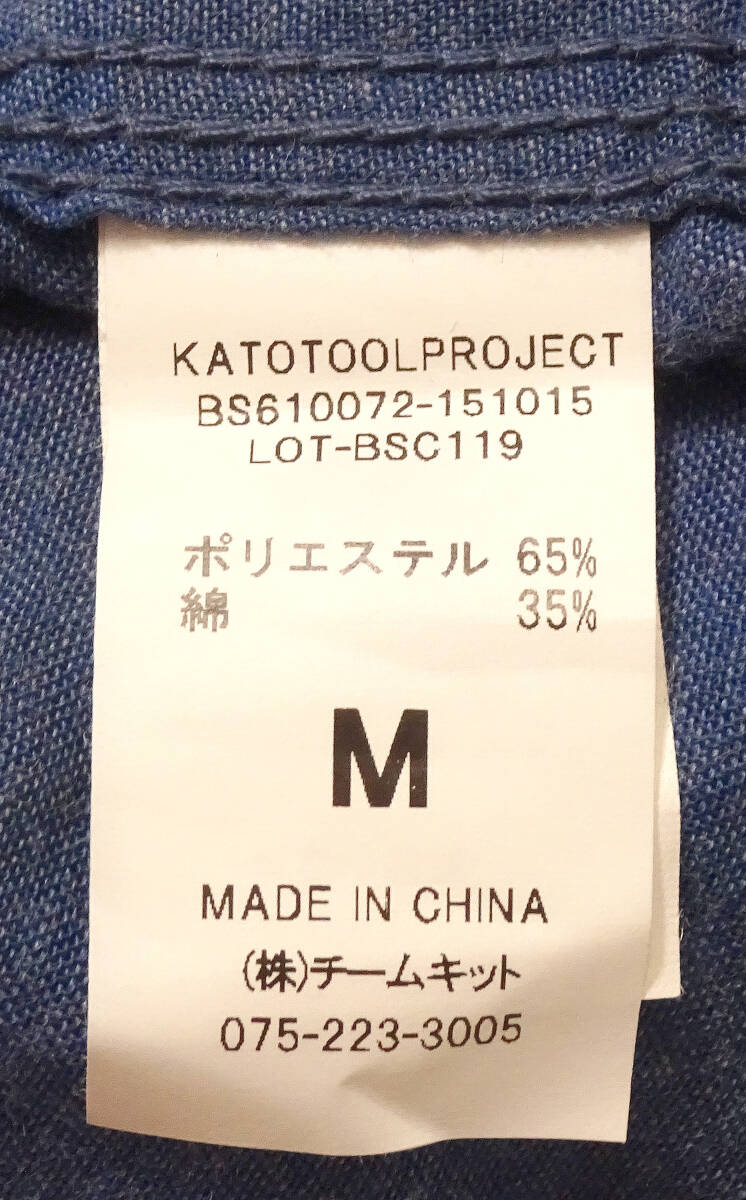 KATOTOOLPROJECT
BS610072-151015
LOT-BSC119
ポリエステル 65%
綿 35%
M
MADE IN CHINA
(株)チームキット
075-223-3005